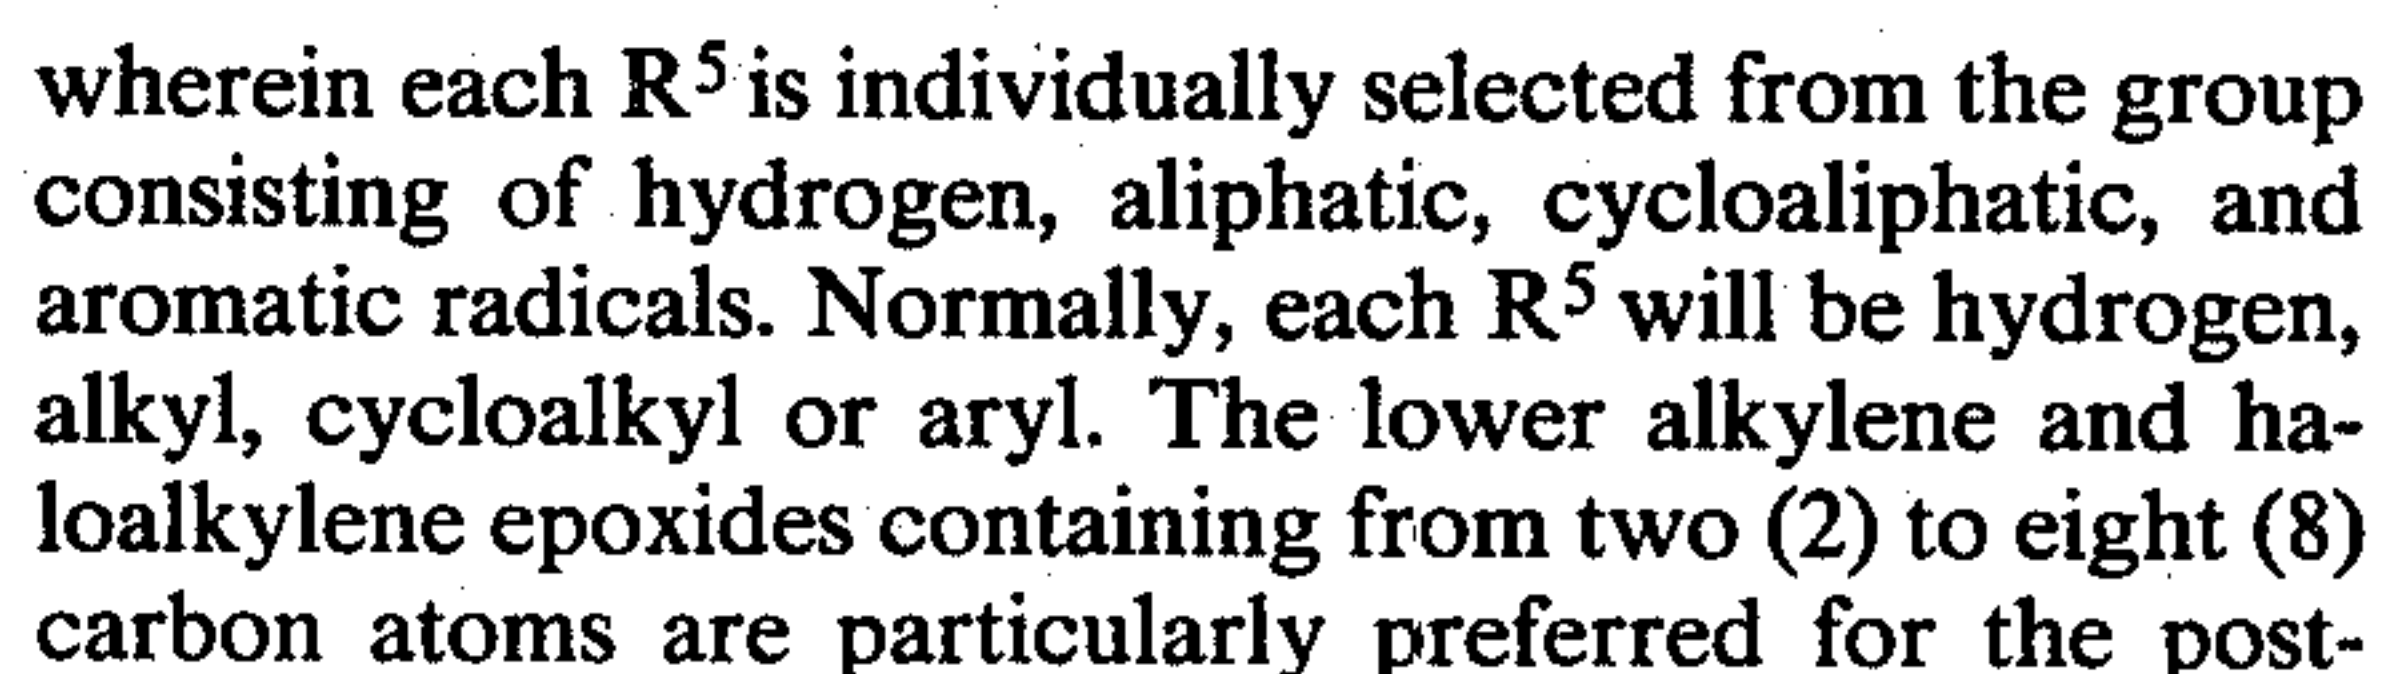 wherein each R⁵ is individually selected from the group
consisting of hydrogen, aliphatic, cycloaliphatic, and
aromatic radicals. Normally, each R⁵ will be hydrogen,
alkyl, cycloalkyl or aryl. The lower alkylene and ha-
loalkylene epoxides containing from two (2) to eight (8)
carbon atoms are particularly preferred for the post-